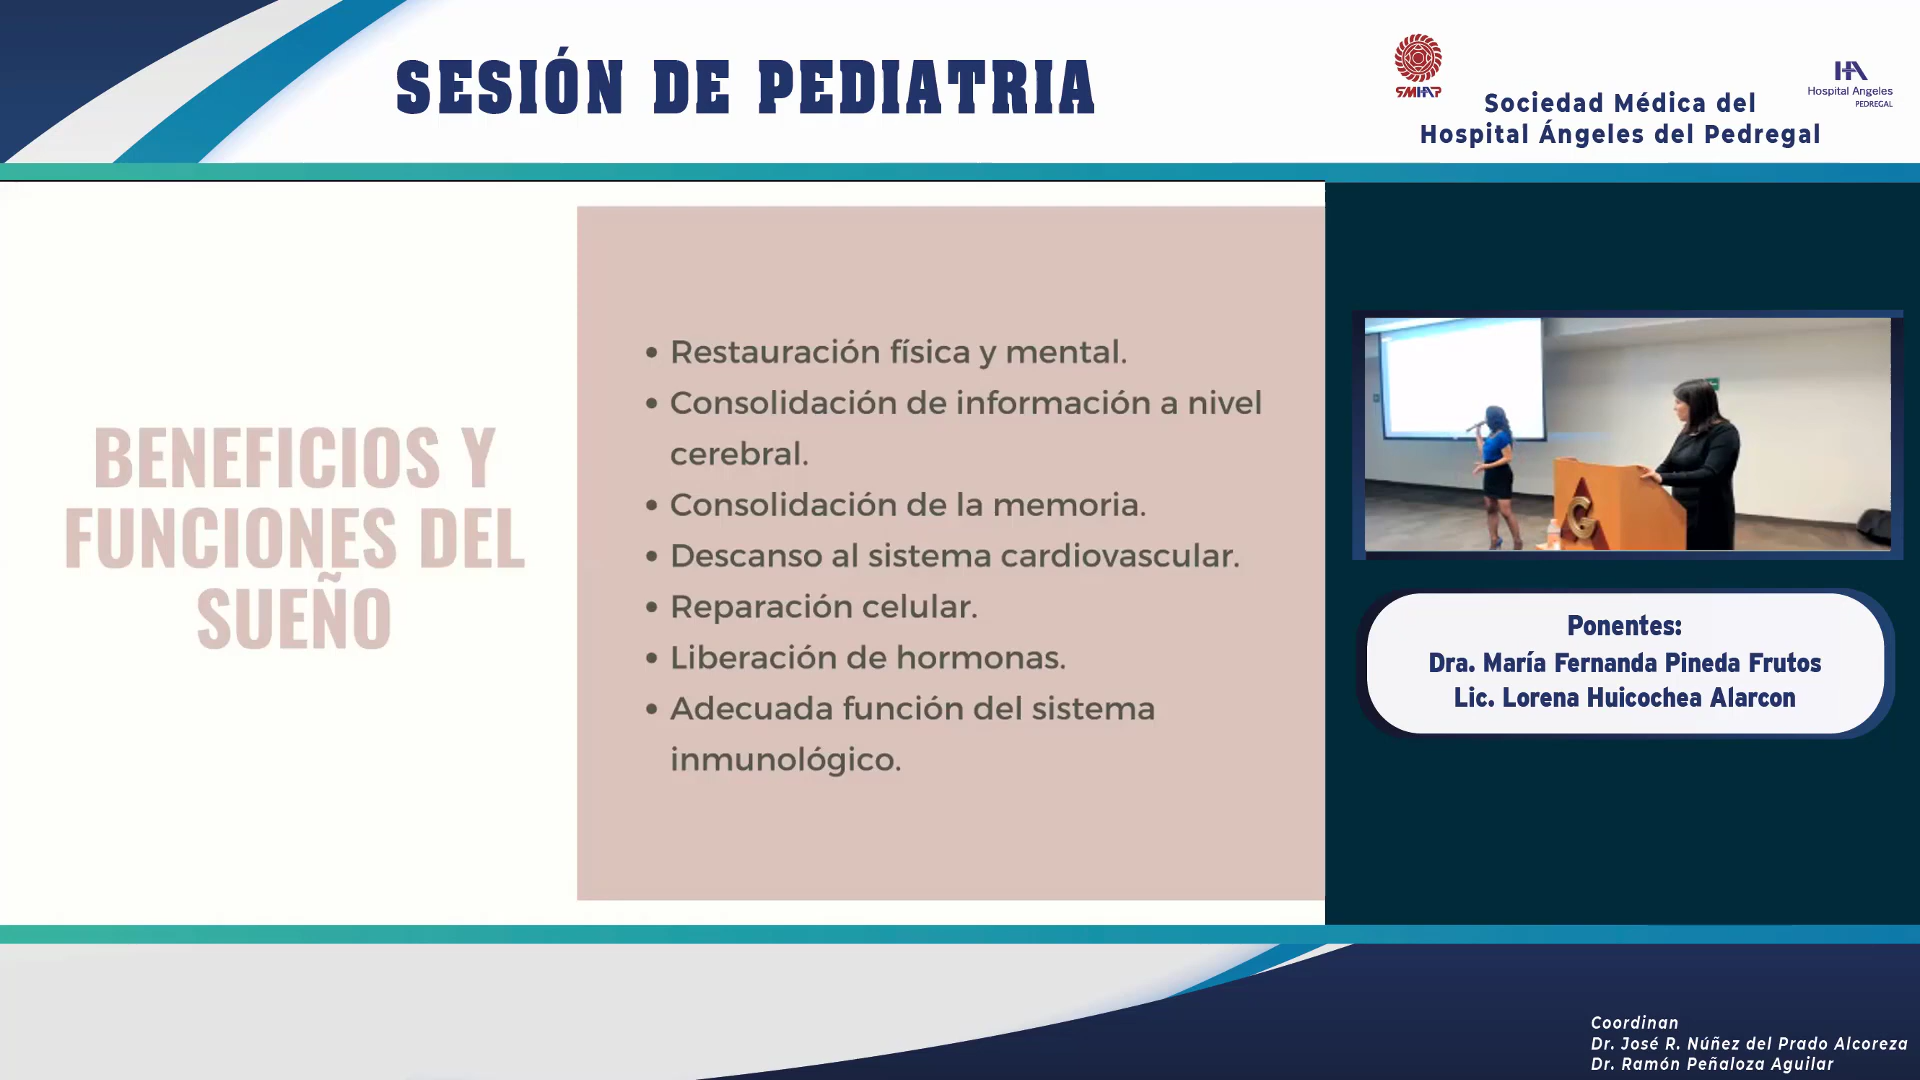 SESIÓN DE PEDIATRIA
SMHAP
Sociedad Médica del
Hospital Ángeles del Pedregal
HA
Hospital Angeles
PEDREGAL
BENEFICIOS Y
FUNCIONES DEL
SUEÑO
• Restauración física y mental.
• Consolidación de información a nivel
cerebral.
• Consolidación de la memoria.
• Descanso al sistema cardiovascular.
• Reparación celular.
• Liberación de hormonas.
• Adecuada función del sistema
inmunológico.
Ponentes:
Dra. María Fernanda Pineda Frutos
Lic. Lorena Huicochea Alarcon
Coordinan
Dr. José R. Núñez del Prado Alcoreza
Dr. Ramón Peñaloza Aguilar